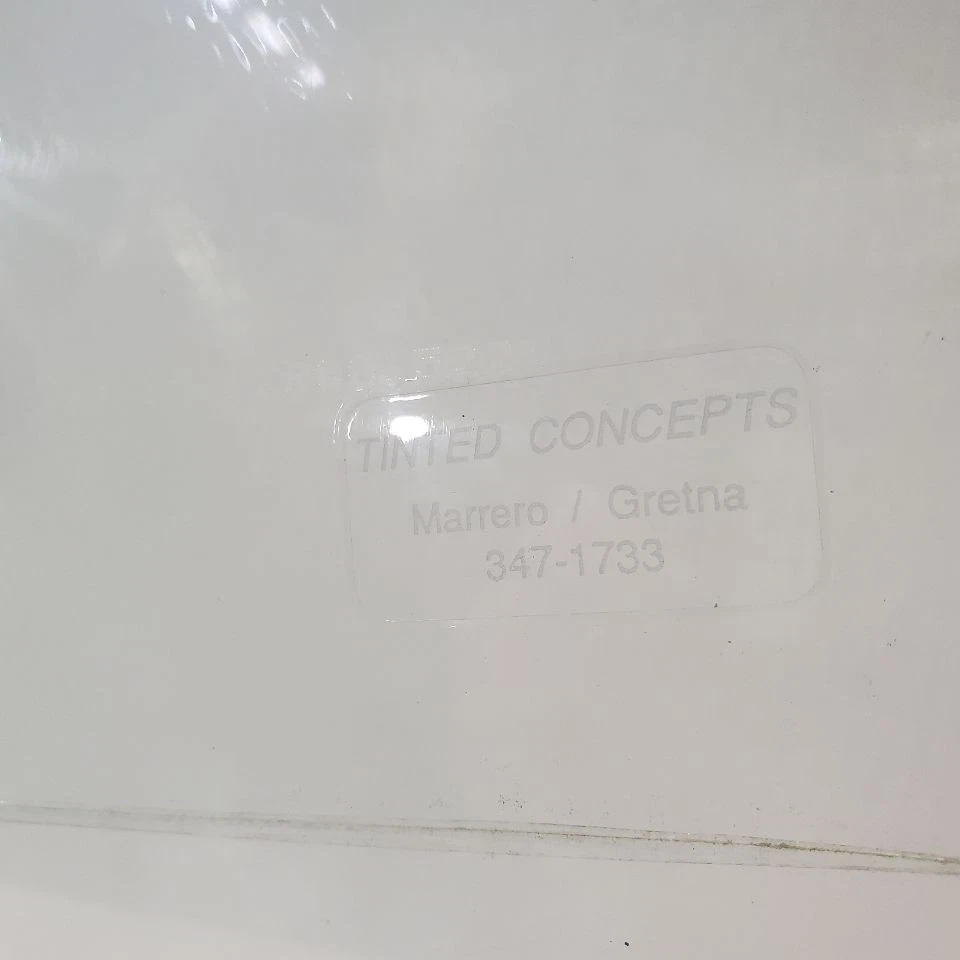 TINTED CONCEPTS
Marrero / Gretna
347-1733